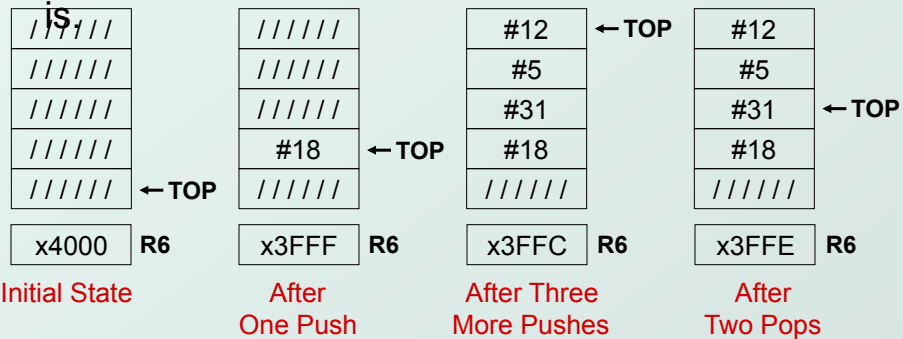 is.
/ / / / / /
/ / / / / /
/ / / / / /
/ / / / / /
/ / / / / / ← TOP
x4000 R6
Initial State
/ / / / / /
/ / / / / /
/ / / / / /
#18 ← TOP
/ / / / / /
x3FFF R6
After
One Push
#12 ← TOP
#5
#31
#18
/ / / / / /
x3FFC R6
After Three
More Pushes
#12
#5
#31 ← TOP
#18
/ / / / / /
x3FFE R6
After
Two Pops